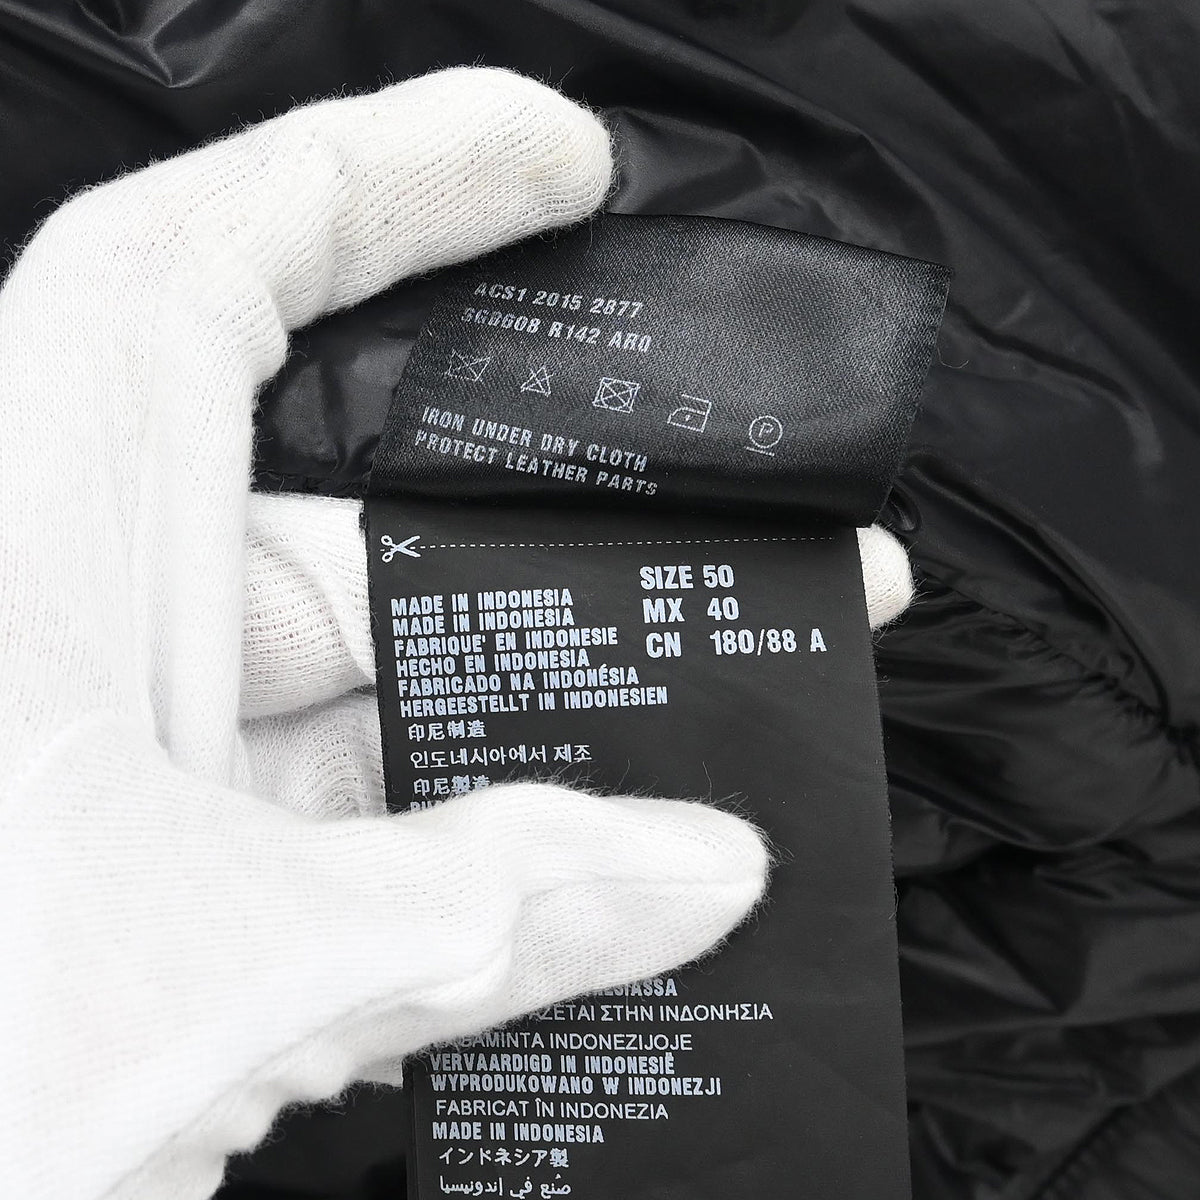 ACS1 2015 2877
SGB608 R142 ARO
P
IRON UNDER DRY CLOTH
PROTECT LEATHER PARTS
SIZE 50
MX 40
CN 180/88 A
MADE IN INDONESIA
MADE IN INDONESIA
FABRIQUE' EN INDONESIE
HECHO EN INDONESIA
FABRICADO NA INDONÉSIA
HERGEESTELLT IN INDONESIEN
印尼制造
인도네시아에서 제조
印尼製造
ΣΤΗΝ ΙΝΔΟΝΗΣΙΑ
INDONEZIJOJE
VERVAARDIGD IN INDONESIË
WYPRODUKOWANO W INDONEZJI
FABRICAT ÎN INDONEZIA
MADE IN INDONESIA
インドネシア製
صُنع في إندونيسيا